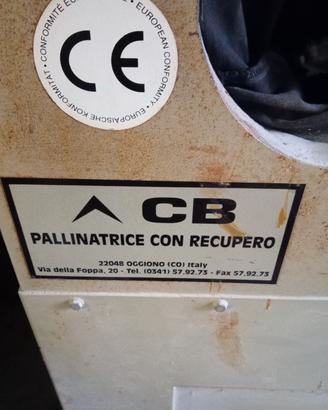 CONFORMITÉ EUROPÉENNE • EUROPEAN CONFORMITY • EUROPÄISCHE KONFORMITÄT •
CE
CB
PALLINATRICE CON RECUPERO
22048 OGGIONO (CO) Italy
Via della Foppa, 20 - Tel. (0341) 57.92.73 - Fax 57.92.73